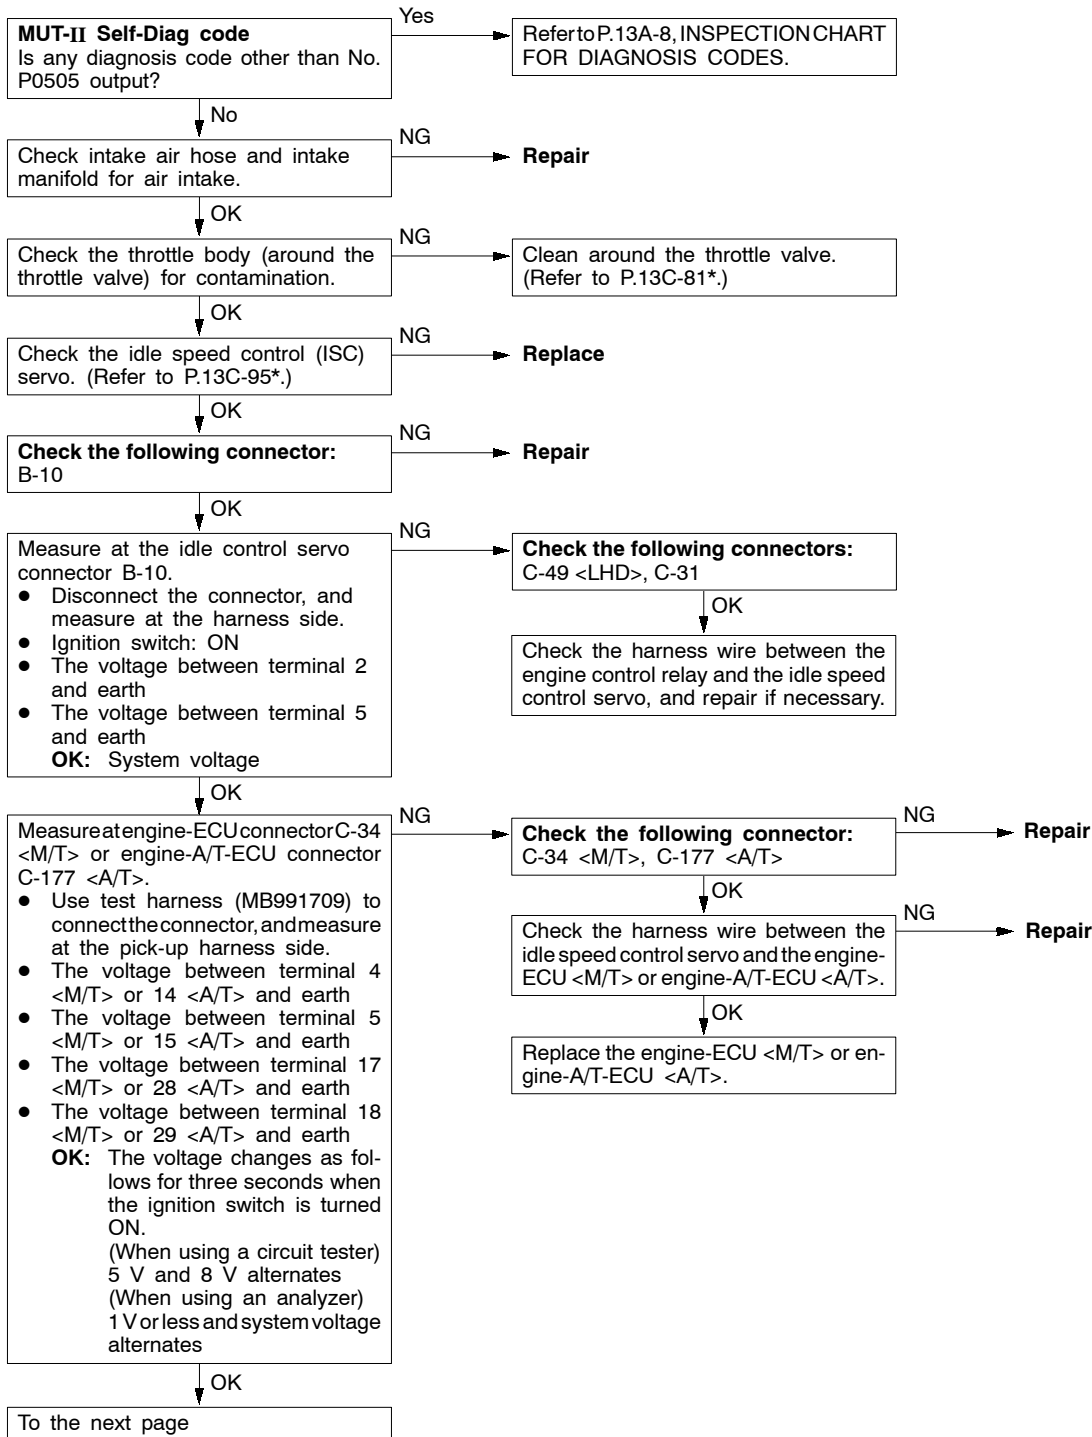 MUT-II Self-Diag code
Is any diagnosis code other than No.
P0505 output?
Yes
Refer to P.13A-8, INSPECTION CHART
FOR DIAGNOSIS CODES.
No
Check intake air hose and intake
manifold for air intake.
NG
Repair
OK
Check the throttle body (around the
throttle valve) for contamination.
NG
Clean around the throttle valve.
(Refer to P.13C-81*.)
OK
Check the idle speed control (ISC)
servo. (Refer to P.13C-95*.)
NG
Replace
OK
Check the following connector:
B-10
NG
Repair
OK
Measure at the idle control servo
connector B-10.
● Disconnect the connector, and
measure at the harness side.
● Ignition switch: ON
● The voltage between terminal 2
and earth
● The voltage between terminal 5
and earth
OK: System voltage
NG
Check the following connectors:
C-49 <LHD>, C-31
OK
Check the harness wire between the
engine control relay and the idle speed
control servo, and repair if necessary.
OK
Measure at engine-ECU connector C-34
<M/T> or engine-A/T-ECU connector
C-177 <A/T>.
● Use test harness (MB991709) to
connect the connector, and measure
at the pick-up harness side.
● The voltage between terminal 4
<M/T> or 14 <A/T> and earth
● The voltage between terminal 5
<M/T> or 15 <A/T> and earth
● The voltage between terminal 17
<M/T> or 28 <A/T> and earth
● The voltage between terminal 18
<M/T> or 29 <A/T> and earth
OK: The voltage changes as fol-
lows for three seconds when
the ignition switch is turned
ON.
(When using a circuit tester)
5 V and 8 V alternates
(When using an analyzer)
1 V or less and system voltage
alternates
NG
Check the following connector:
C-34 <M/T>, C-177 <A/T>
NG
Repair
OK
Check the harness wire between the
idle speed control servo and the engine-
ECU <M/T> or engine-A/T-ECU <A/T>.
NG
Repair
OK
Replace the engine-ECU <M/T> or en-
gine-A/T-ECU <A/T>.
OK
To the next page